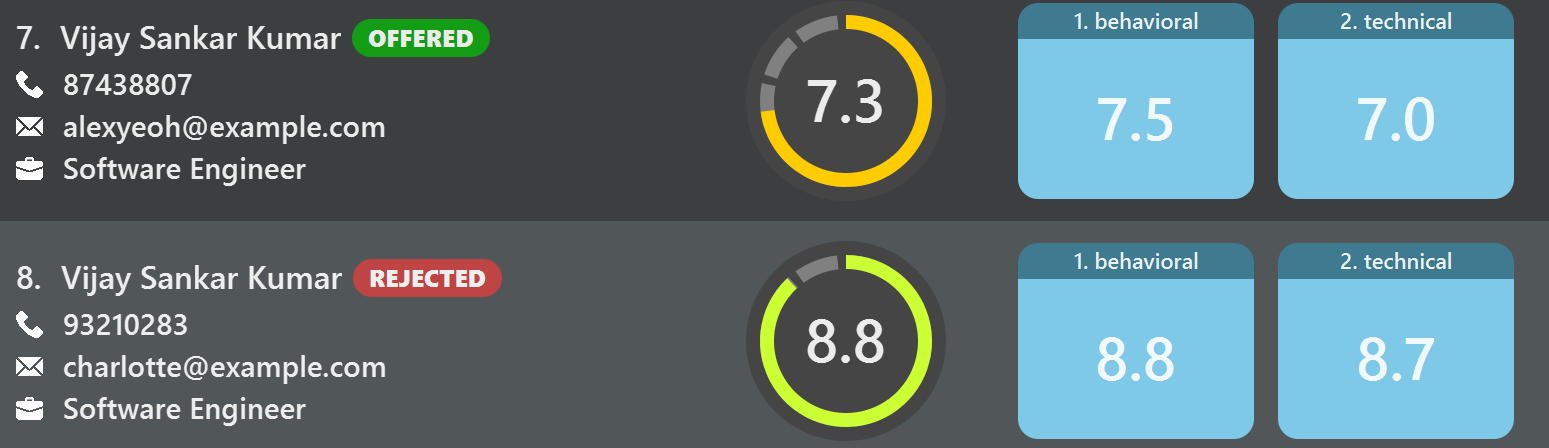 7. Vijay Sankar Kumar OFFERED
87438807
alexyeoh@example.com
Software Engineer
7.3
1. behavioral
7.5
2. technical
7.0
8. Vijay Sankar Kumar REJECTED
93210283
charlotte@example.com
Software Engineer
8.8
1. behavioral
8.8
2. technical
8.7